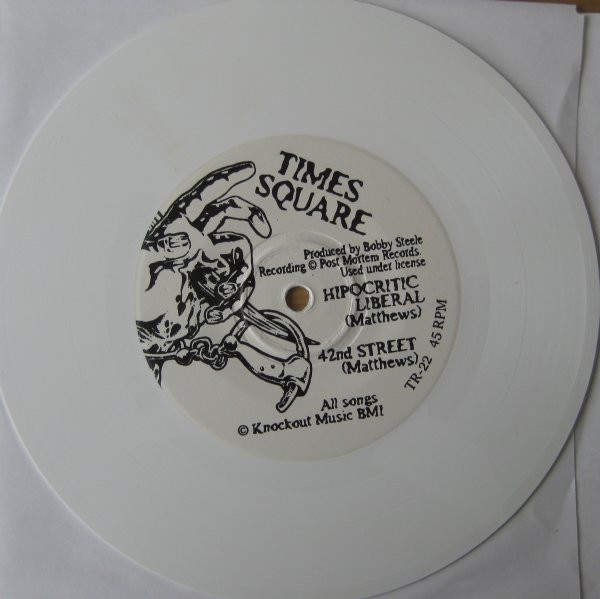 TIMES
SQUARE
Produced by Bobby Steele
Recording © Post Mortem Records.
Used under license
HIPOCRITIC
LIBERAL
(Matthews)
42nd STREET
(Matthews)
TR-22 45 RPM
All songs
© Knockout Music BMI